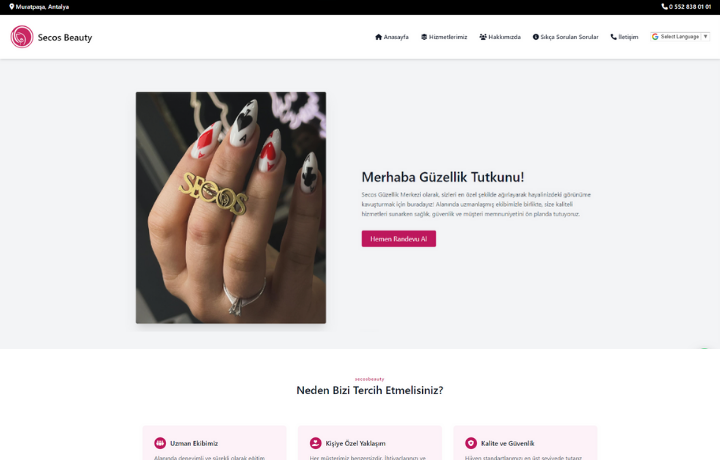 Muratpaşa, Antalya
0 552 838 01 01
Secos Beauty
Anasayfa
Hizmetlerimiz
Hakkımızda
Sıkça Sorulan Sorular
İletişim
Select Language ▼
SECOS
Merhaba Güzellik Tutkunu!
Secos Güzellik Merkezi olarak, sizleri en özel şekilde ağırlayarak hayalinizdeki görünüme
kavuşturmak için buradayız! Alanında uzmanlaşmış ekibimizle birlikte, size kaliteli
hizmetleri sunarken sağlık, güvenlik ve müşteri memnuniyetini ön planda tutuyoruz.
Hemen Randevu Al
secosbeauty
Neden Bizi Tercih Etmelisiniz?
Uzman Ekibimiz
Kişiye Özel Yaklaşım
Kalite ve Güvenlik
Alanında deneyimli ve sürekli olarak eğitim
Her müşterimiz benzersizdir. İhtiyaçlarınızı ve
Hijyen standartlarımızı en üst seviyede tutarız